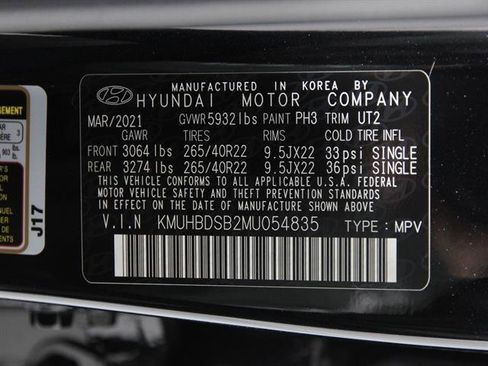 MANUFACTURED IN KOREA BY
HYUNDAI MOTOR COMPANY
MAR/2021 GVWR 5932 lbs PAINT PH3 TRIM UT2
GAWR TIRES RIMS COLD TIRE INFL
FRONT 3064 lbs 265/40R22 9.5JX22 33psi SINGLE
REAR 3274 lbs 265/40R22 9.5JX22 36psi SINGLE
THIS VEHICLE CONFORMS TO ALL APPLICABLE U.S.A. FEDERAL
MOTOR VEHICLE SAFETY AND THEFT PREVENTION STANDARDS
IN EFFECT ON THE DATE OF MANUFACTURE SHOWN ABOVE.
V.I.N KMUHBDSB2MU054835 TYPE : MPV
J17